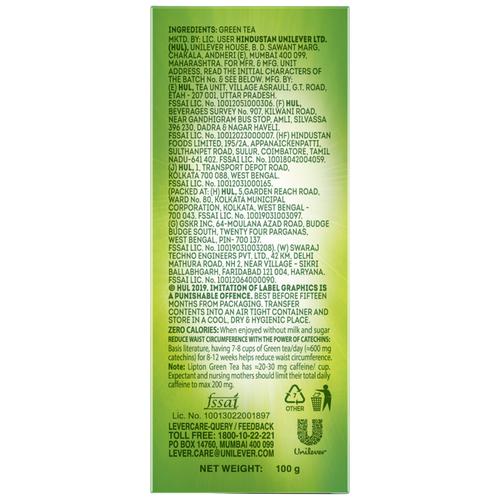 INGREDIENTS: GREEN TEA
MKTD. BY: LIC. USER HINDUSTAN UNILEVER LTD.
(HUL), UNILEVER HOUSE, B. D. SAWANT MARG,
CHAKALA, ANDHERI (E), MUMBAI 400 099,
MAHARASHTRA. FOR MFR. & MFG. UNIT
ADDRESS, READ THE INITIAL CHARACTERS OF
THE BATCH No. & SEE BELOW. MFG. BY:
(E) HUL, TEA UNIT, VILLAGE ASRAULI, G.T. ROAD,
ETAH - 207 001, UTTAR PRADESH.
FSSAI LIC. No. 10012051000306. (F) HUL,
BEVERAGES SURVEY No. 907, KILWANI ROAD,
NEAR GANDHIGRAM BUS STOP, AMLI, SILVASSA
396 230, DADRA & NAGAR HAVELI.
FSSAI LIC. No. 10012023000007. (HF) HINDUSTAN
FOODS LIMITED, 195/2A, APPANAICKENPATTI,
SULTHANPET ROAD, SULUR, COIMBATORE, TAMIL
NADU-641 402. FSSAI LIC. No. 10018042004059.
(J) HUL, 1, TRANSPORT DEPOT ROAD,
KOLKATA 700 088, WEST BENGAL.
FSSAI LIC. No. 10012031000165.
(PACKED AT: (H) HUL, 5,GARDEN REACH ROAD,
WARD No. 80, KOLKATA MUNICIPAL
CORPORATION, KOLKATA, WEST BENGAL -
700 043. FSSAI LIC. No. 10019031003097.
(G) GSKR INC, 64-MOULANA AZAD ROAD, BUDGE
BUDGE SOUTH, TWENTY FOUR PARGANAS,
WEST BENGAL, PIN- 700 137.
FSSAI LIC. No. 10019031003208). (W) SWARAJ
TECHNO ENGINEERS PVT. LTD., 42 KM, DELHI
MATHURA ROAD, NH 2, NEAR VILLAGE - SIKRI
BALLABHGARH, FARIDABAD 121 004, HARYANA.
FSSAI LIC. No. 10012064000090.
© HUL 2019. IMITATION OF LABEL GRAPHICS IS
A PUNISHABLE OFFENCE. BEST BEFORE FIFTEEN
MONTHS FROM PACKAGING. TRANSFER
CONTENTS INTO AN AIR TIGHT CONTAINER AND
STORE IN A COOL, DRY & HYGIENIC PLACE.
ZERO CALORIES: When enjoyed without milk and sugar
REDUCE WAIST CIRCUMFERENCE WITH THE POWER OF CATECHINS:
Basis literature, having 7-8 cups of Green tea/day (≈600 mg
catechins) for 8-12 weeks helps reduce waist circumference.
Note: Lipton Green Tea has ≈20-30 mg caffeine/ cup.
Expectant and nursing mothers should limit their total daily
caffeine to max 200 mg.
fssai
Lic. No. 10013022001897
7
OTHER
LEVERCARE-QUERY / FEEDBACK
TOLL FREE: 1800-10-22-221
PO BOX 14760, MUMBAI 400 099
LEVER.CARE@UNILEVER.COM
Unilever
NET WEIGHT: 100 g